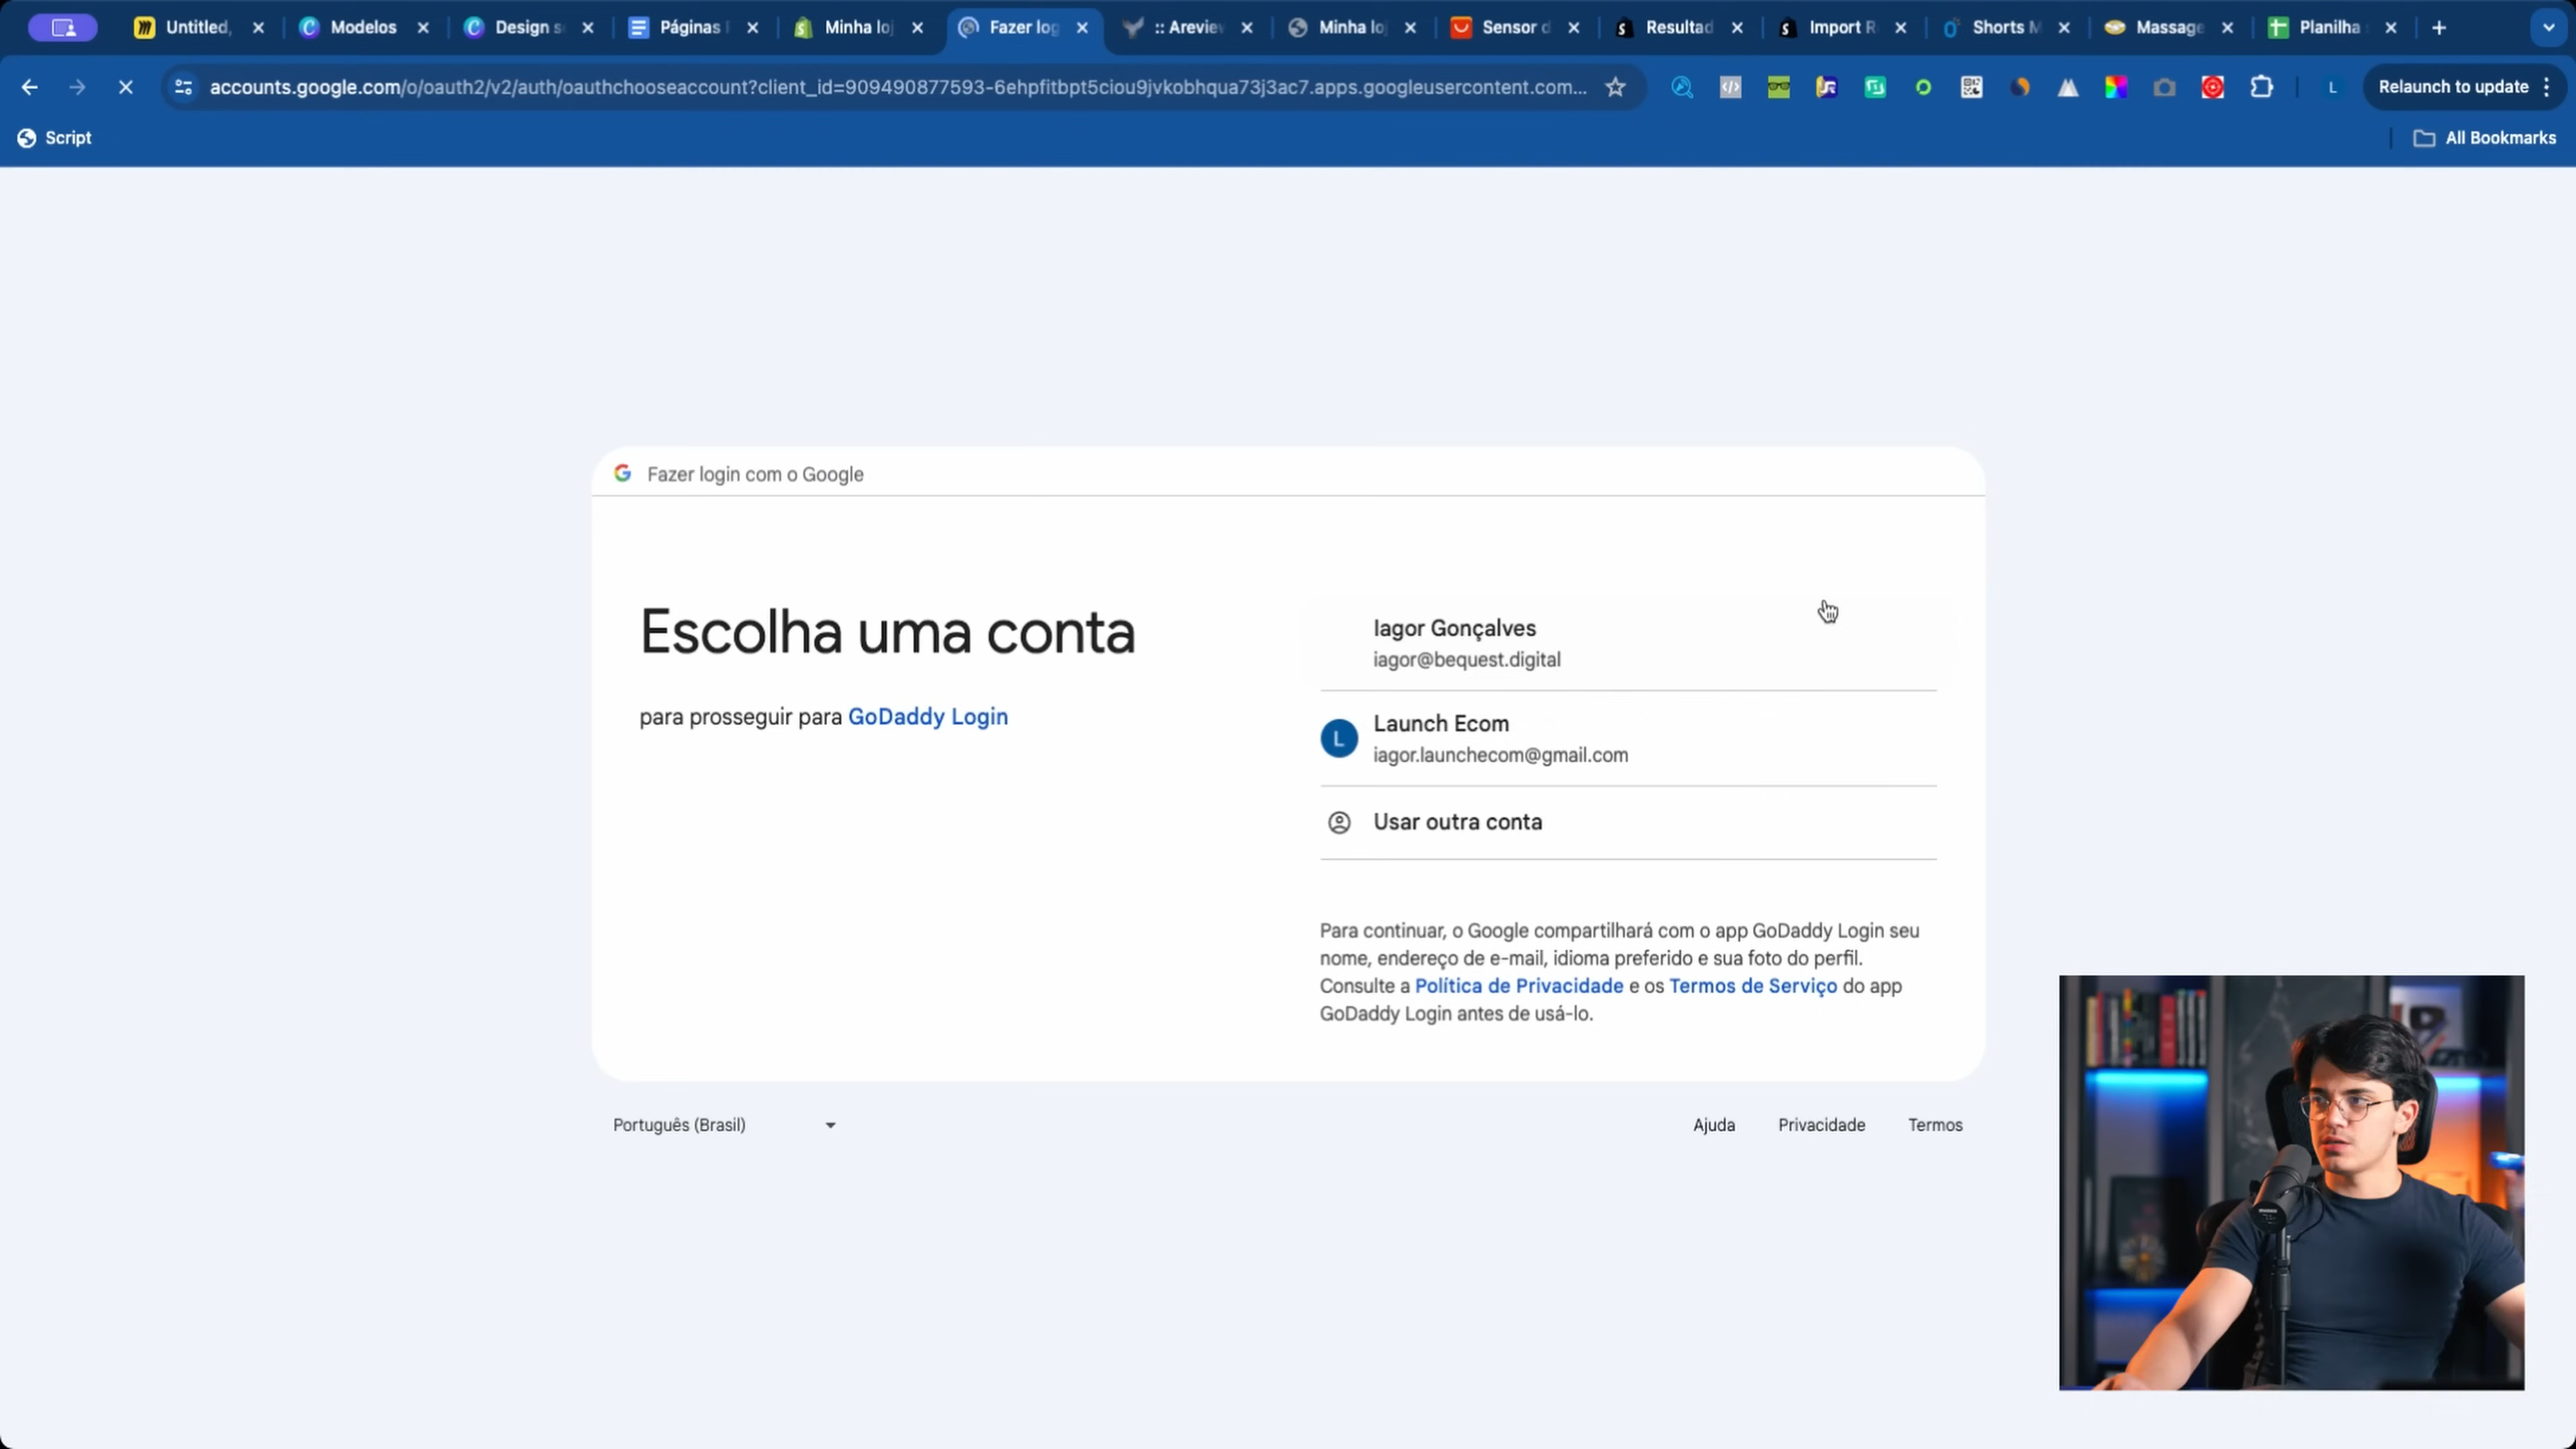 Untitled,
Modelos
Design s
Páginas
Minha loj
Fazer log
:: Areview
Minha loj
Sensor d
Resultad
Import R
Shorts M
Massage
Planilha
accounts.google.com/o/oauth2/v2/auth/oauthchooseaccount?client_id=909490877593-6ehpfitbpt5ciou9jvkobhqua73j3ac7.apps.googleusercontent.com...
L
Relaunch to update
Script
All Bookmarks
Fazer login com o Google
Escolha uma conta
para prosseguir para GoDaddy Login
Iagor Gonçalves
iagor@bequest.digital
L
Launch Ecom
iagor.launchecom@gmail.com
Usar outra conta
Para continuar, o Google compartilhará com o app GoDaddy Login seu
nome, endereço de e-mail, idioma preferido e sua foto do perfil.
Consulte a Política de Privacidade e os Termos de Serviço do app
GoDaddy Login antes de usá-lo.
Português (Brasil)
Ajuda
Privacidade
Termos